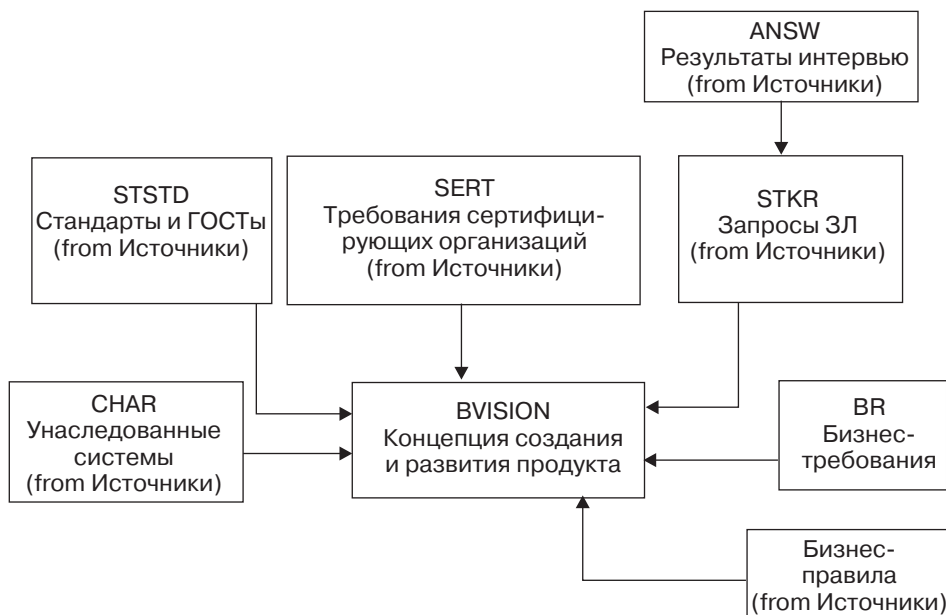 ANSW
Результаты интервью
(from Источники)
STSTD
Стандарты и ГОСТы
(from Источники)
SERT
Требования сертифици-
рующих организаций
(from Источники)
STKR
Запросы ЗЛ
(from Источники)
CHAR
Унаследованные
системы
(from Источники)
BVISION
Концепция создания
и развития продукта
BR
Бизнес-
требования
Бизнес-
правила
(from Источники)